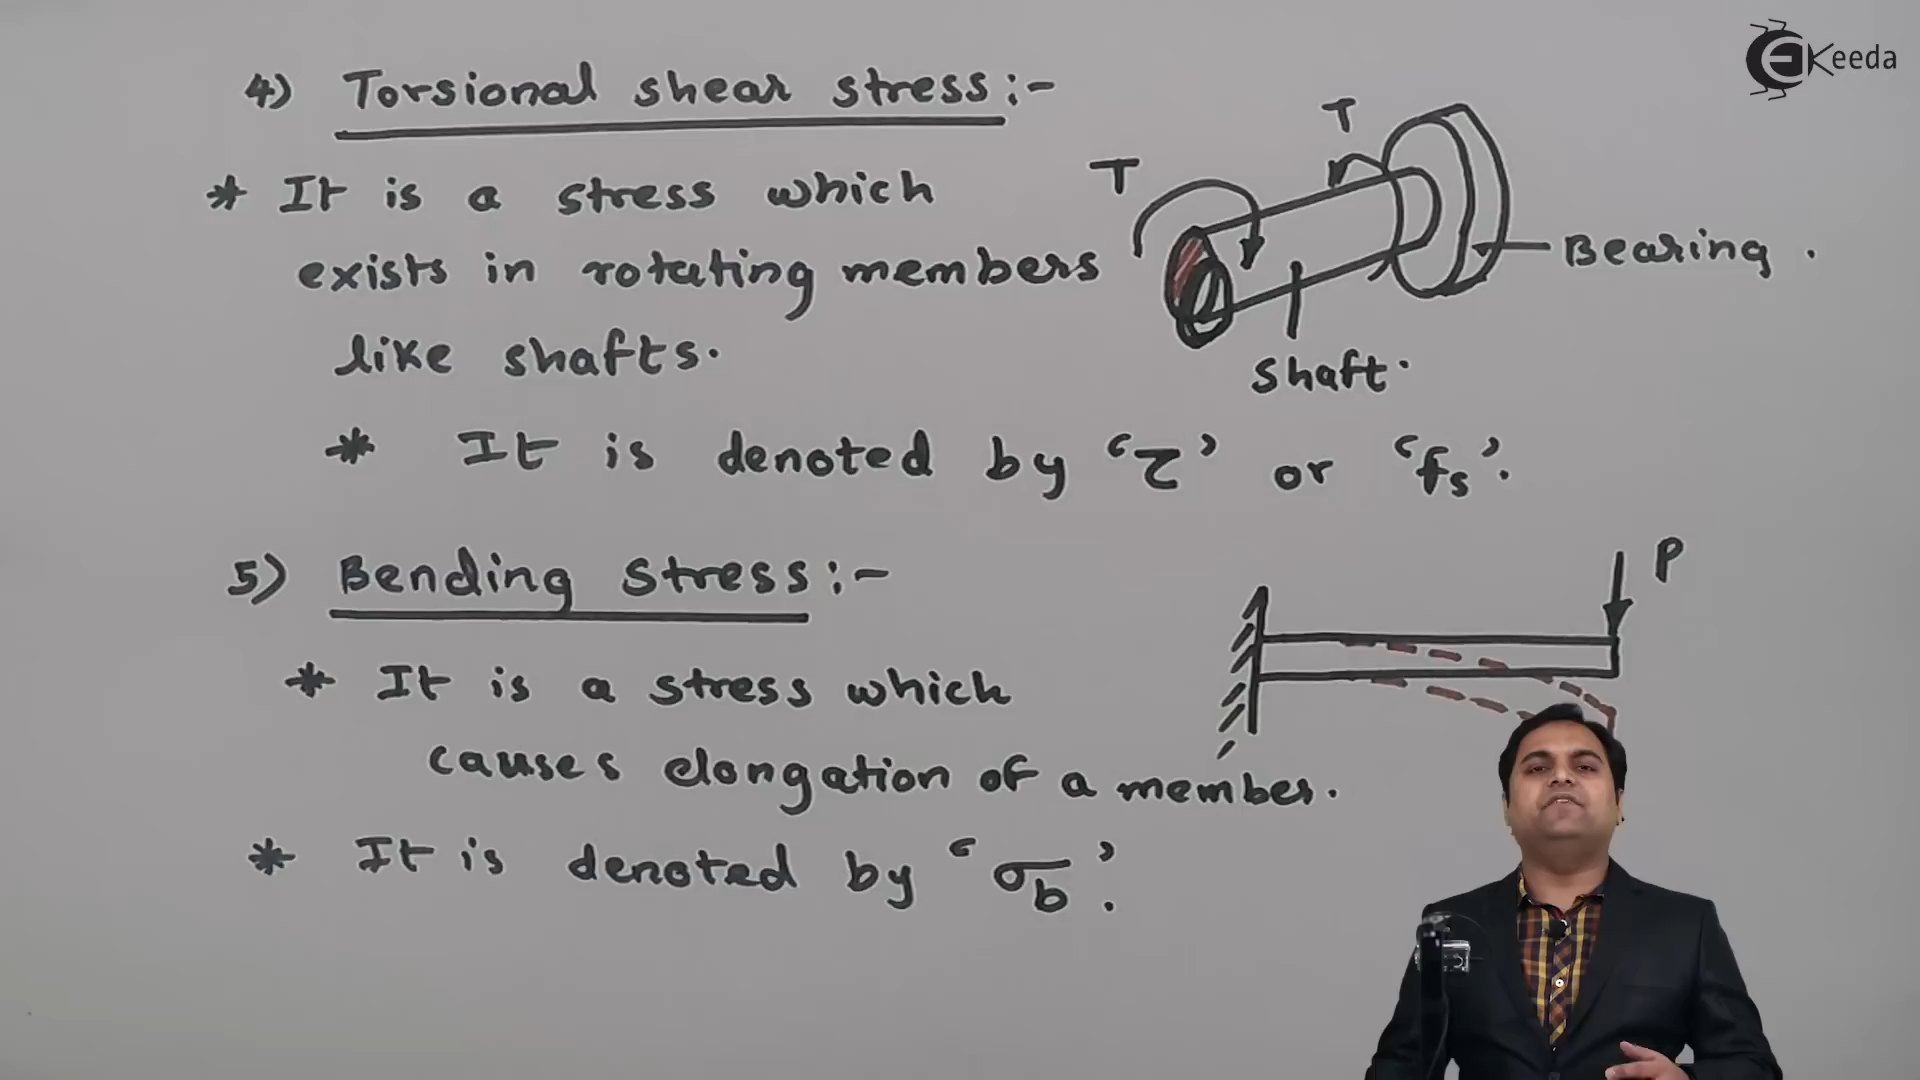 EKeeda
4) Torsional shear stress:-
* It is a stress which
exists in rotating members
like shafts.
T
T
Bearing.
Shaft.
* It is denoted by 'τ' or 'fs'.
5) Bending stress:-
P
* It is a stress which
causes elongation of a member.
* It is denoted by 'σb'.